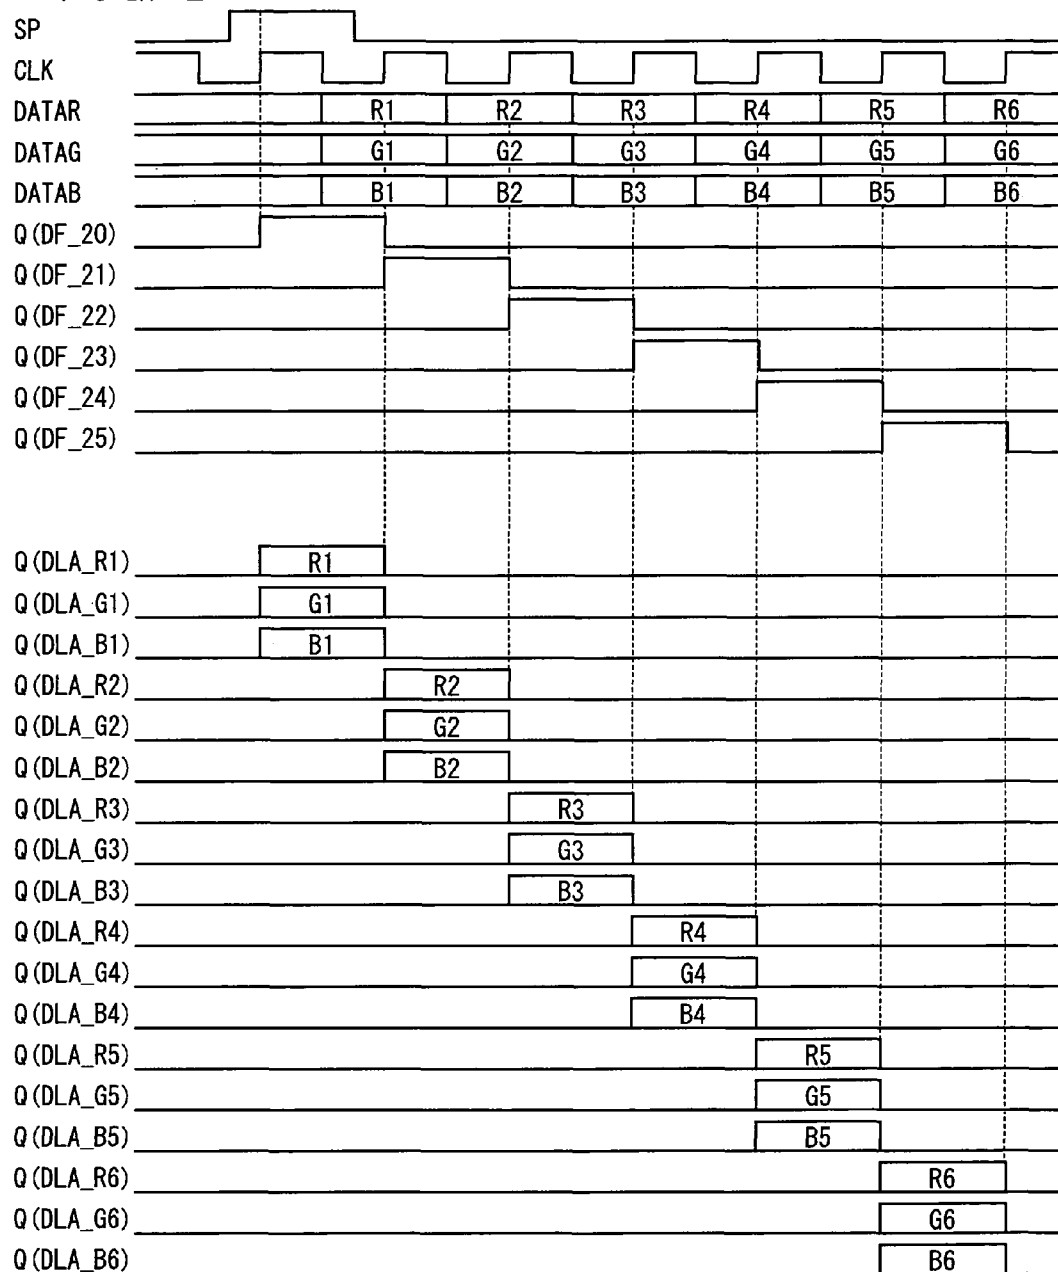 SP
CLK
DATAR R1 R2 R3 R4 R5 R6
DATAG G1 G2 G3 G4 G5 G6
DATAB B1 B2 B3 B4 B5 B6
Q(DF_20)
Q(DF_21)
Q(DF_22)
Q(DF_23)
Q(DF_24)
Q(DF_25)
Q(DLA_R1) R1
Q(DLA_G1) G1
Q(DLA_B1) B1
Q(DLA_R2) R2
Q(DLA_G2) G2
Q(DLA_B2) B2
Q(DLA_R3) R3
Q(DLA_G3) G3
Q(DLA_B3) B3
Q(DLA_R4) R4
Q(DLA_G4) G4
Q(DLA_B4) B4
Q(DLA_R5) R5
Q(DLA_G5) G5
Q(DLA_B5) B5
Q(DLA_R6) R6
Q(DLA_G6) G6
Q(DLA_B6) B6